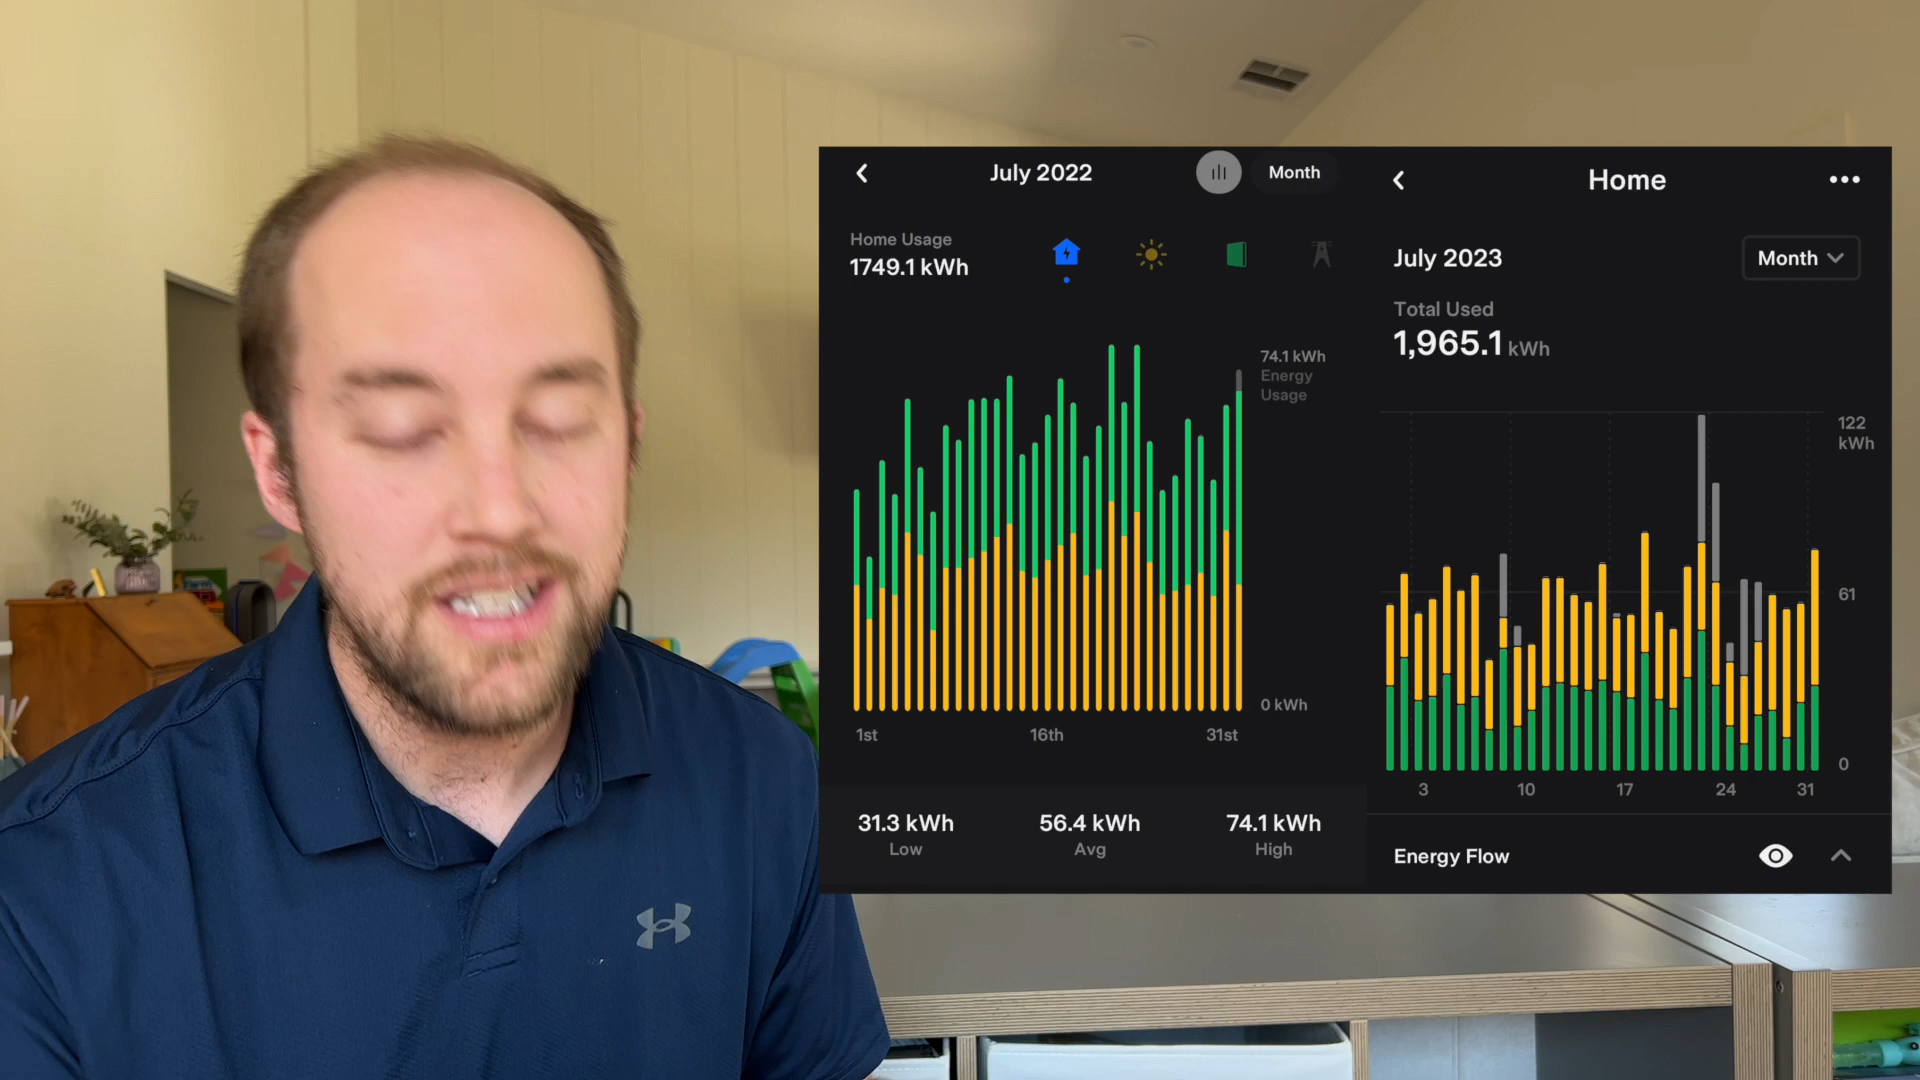 July 2022
Month
Home Usage
1749.1 kWh
74.1 kWh
Energy
Usage
0 kWh
1st
16th
31st
31.3 kWh
Low
56.4 kWh
Avg
74.1 kWh
High
Home
July 2023
Month
Total Used
1,965.1 kWh
122
kWh
61
0
3
10
17
24
31
Energy Flow